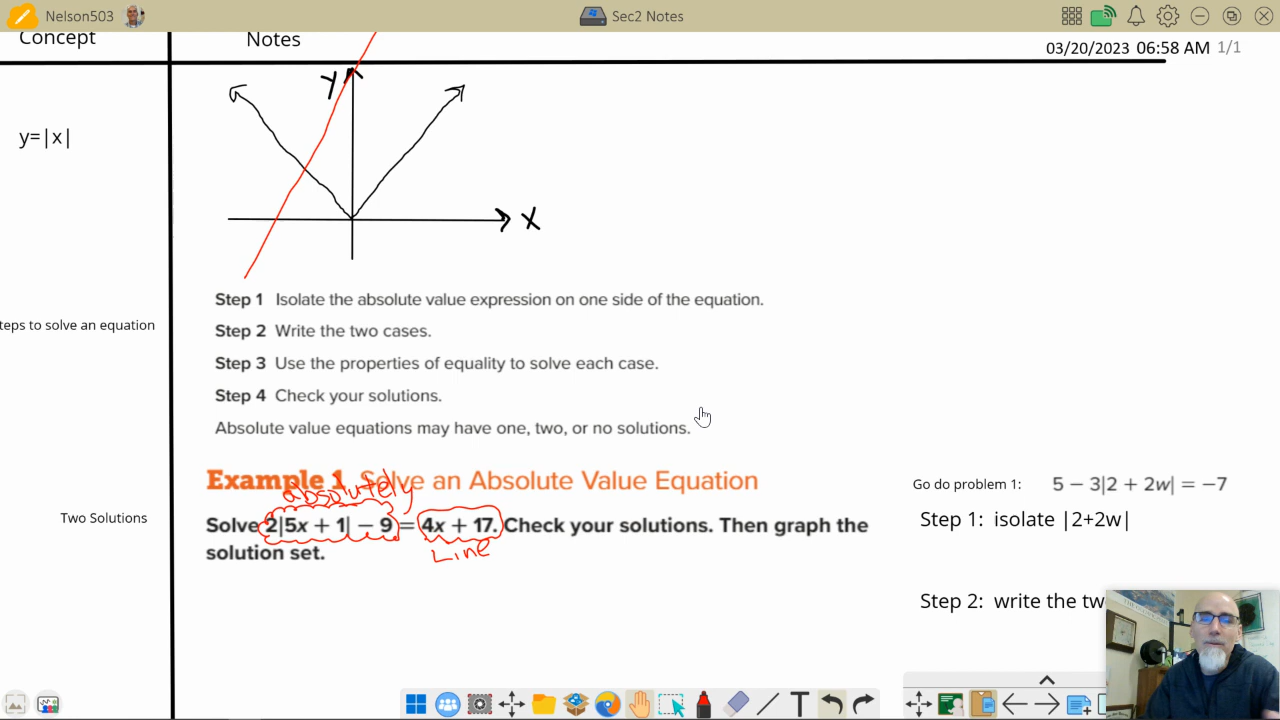 Nelson503
Sec2 Notes
Concept
Notes
03/20/2023 06:58 AM 1/1
y=|x|
Y
X
Step 1 Isolate the absolute value expression on one side of the equation.
teps to solve an equation
Step 2 Write the two cases.
Step 3 Use the properties of equality to solve each case.
Step 4 Check your solutions.
Absolute value equations may have one, two, or no solutions.
Example 1 Solve an Absolute Value Equation
absolutely
Go do problem 1: 5 − 3|2 + 2w| = −7
Two Solutions
Solve 2|5x + 1| − 9 = 4x + 17. Check your solutions. Then graph the
solution set.
Line
Step 1: isolate |2+2w|
Step 2: write the tw